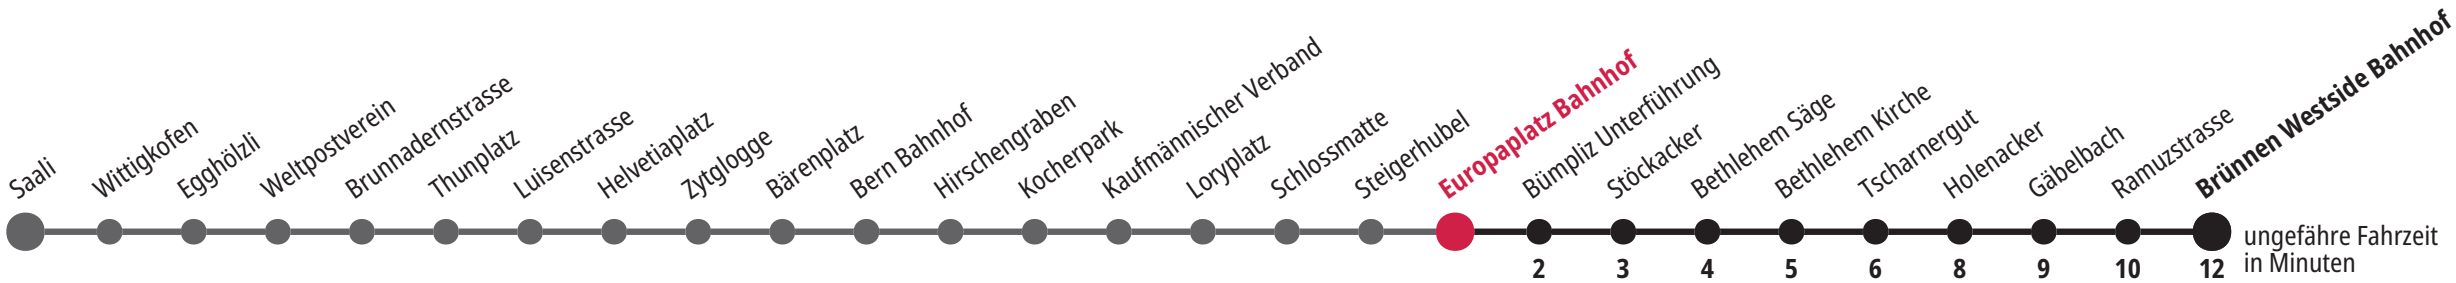 Saali
Wittigkofen
Egghölzli
Weltpostverein
Brunnadernstrasse
Thunplatz
Luisenstrasse
Helvetiaplatz
Zytglogge
Bärenplatz
Bern Bahnhof
Hirschengraben
Kocherpark
Kaufmännischer Verband
Loryplatz
Schlossmatte
Steigerhubel
Europaplatz Bahnhof
Bümpliz Unterführung
Stöckacker
Bethlehem Säge
Bethlehem Kirche
Tscharnergut
Holenacker
Gäbelbach
Ramuzstrasse
Brünnen Westside Bahnhof
2 3 4 5 6 8 9 10 12
ungefähre Fahrzeit
in Minuten